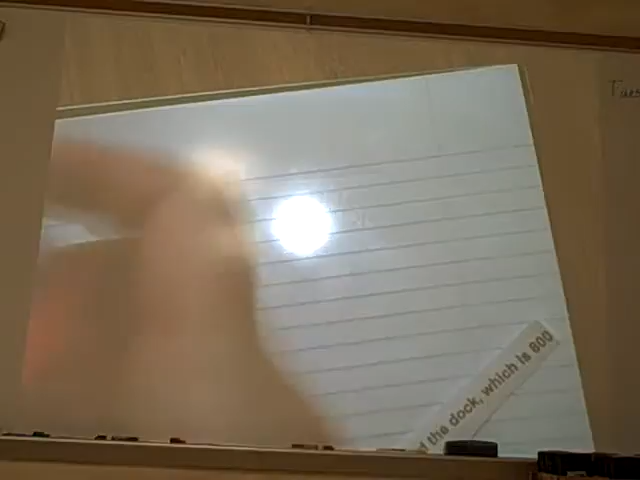 the dock, which is 800